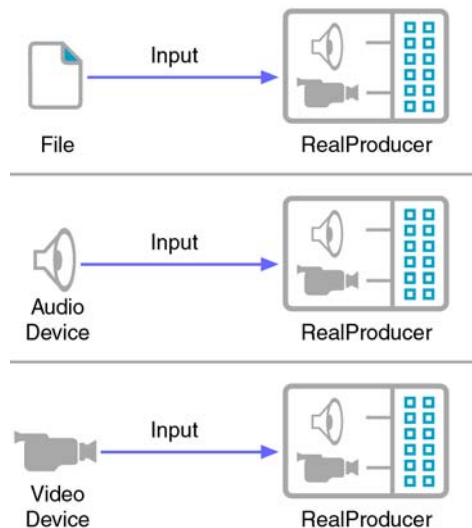 Input
File
RealProducer
Input
Audio
Device
RealProducer
Input
Video
Device
RealProducer